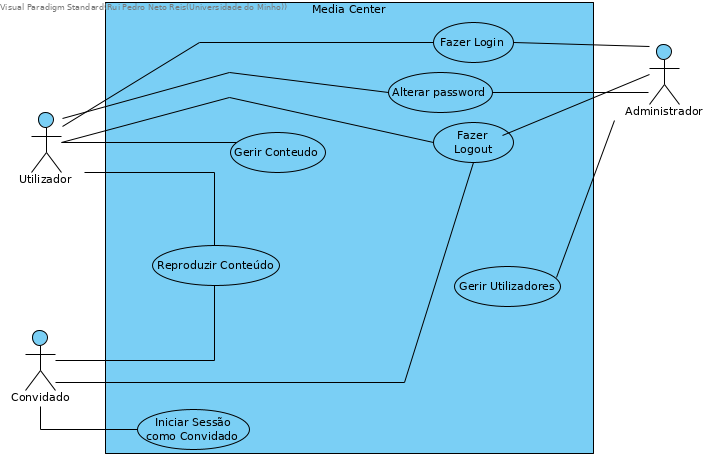 Visual Paradigm Standard(Rui Pedro Neto Reis(Universidade do Minho))
Media Center
Fazer Login
Alterar password
Administrador
Fazer
Logout
Gerir Conteudo
Utilizador
Reproduzir Conteúdo
Gerir Utilizadores
Convidado
Iniciar Sessão
como Convidado